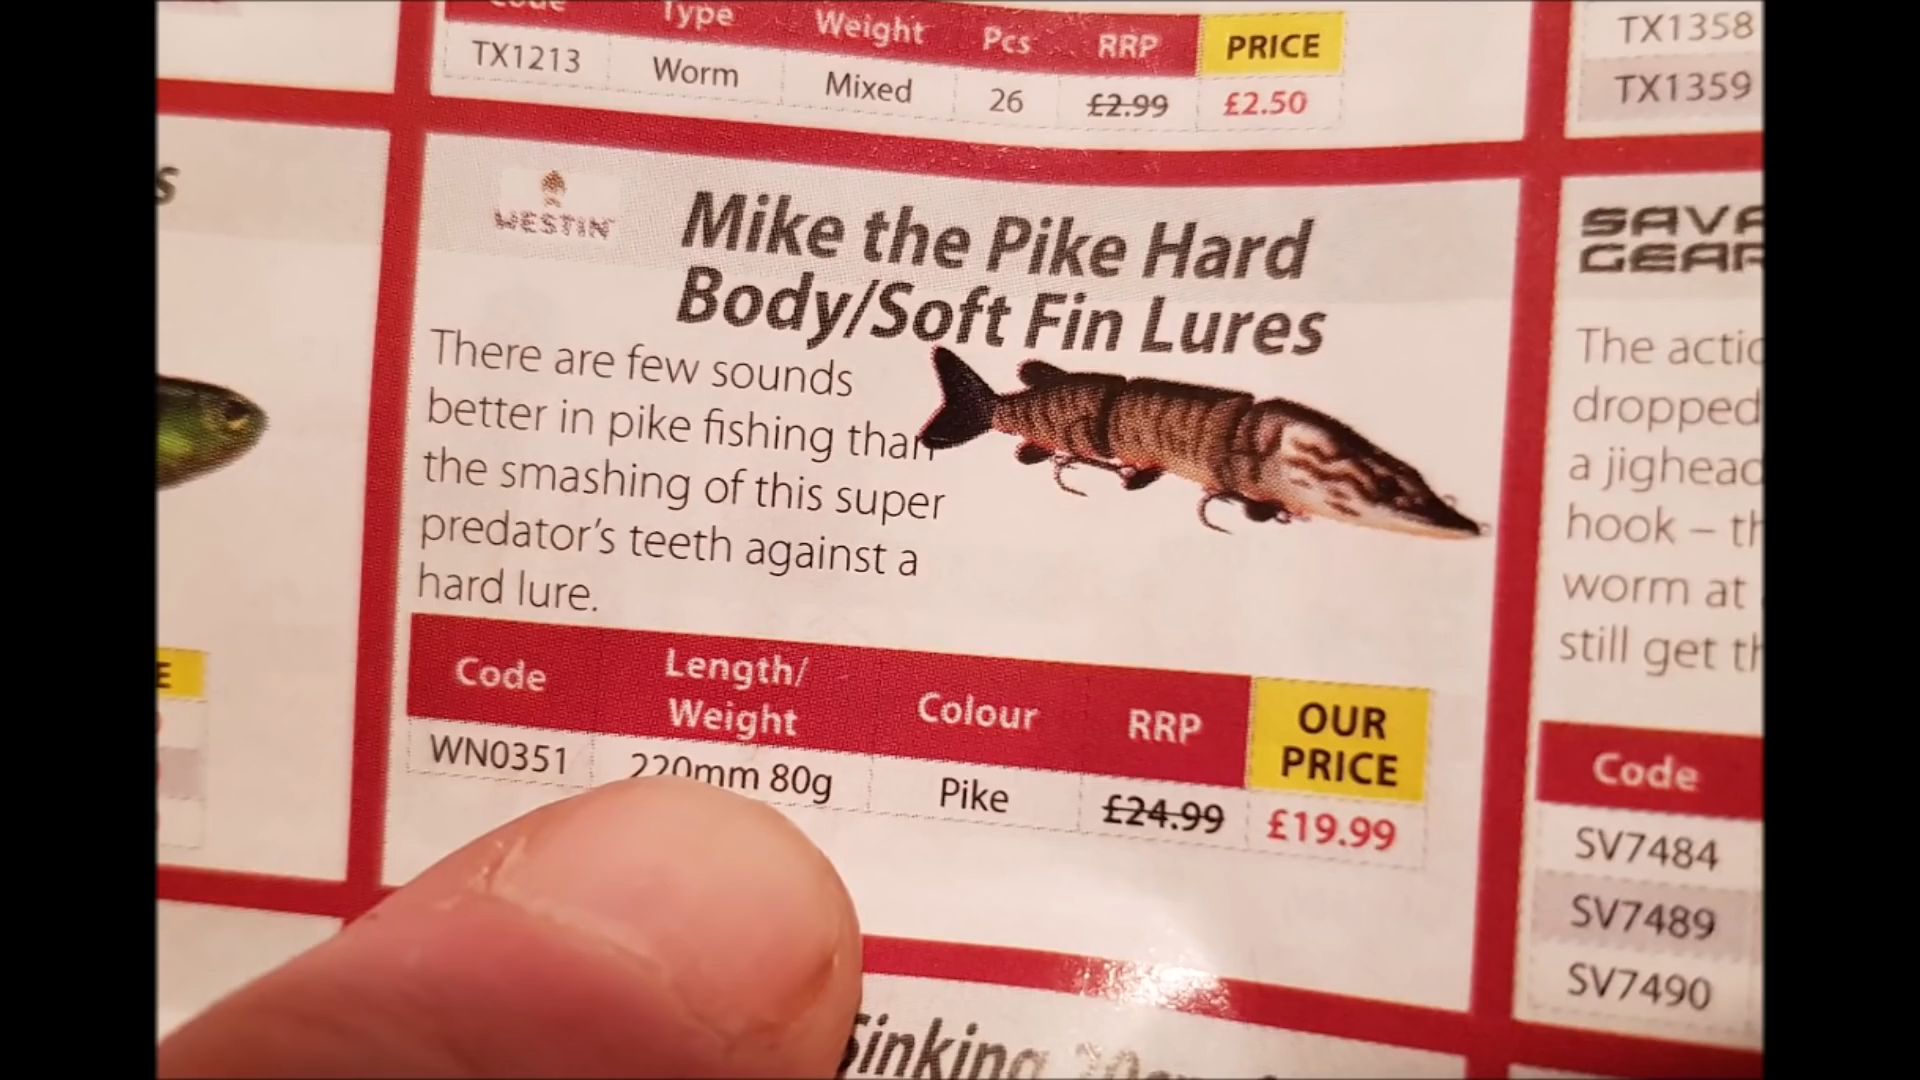 Code Type Weight Pcs RRP PRICE
TX1213 Worm Mixed 26 £2.99 £2.50
TX1358
TX1359
WESTIN
Mike the Pike Hard
Body/Soft Fin Lures
There are few sounds
better in pike fishing than
the smashing of this super
predator's teeth against a
hard lure.
Code Length/ Weight Colour RRP OUR PRICE
WN0351 220mm 80g Pike £24.99 £19.99
The
dropped
a jighead
hook –
worm at
still get
Code
SV7484
SV7489
SV7490
Sinking